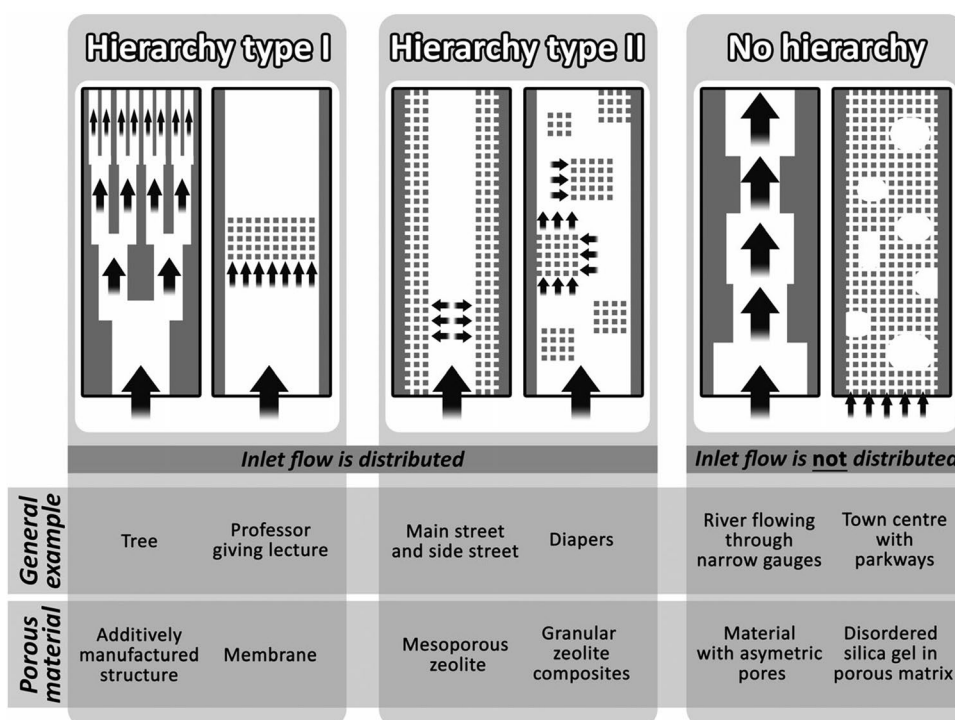 Hierarchy type I
Hierarchy type II
No hierarchy
Inlet flow is distributed
Inlet flow is not distributed
General
example
Tree
Professor
giving lecture
Main street
and side street
Diapers
River flowing
through
narrow gauges
Town centre
with
parkways
Porous
material
Additively
manufactured
structure
Membrane
Mesoporous
zeolite
Granular
zeolite
composites
Material
with asymetric
pores
Disordered
silica gel in
porous matrix